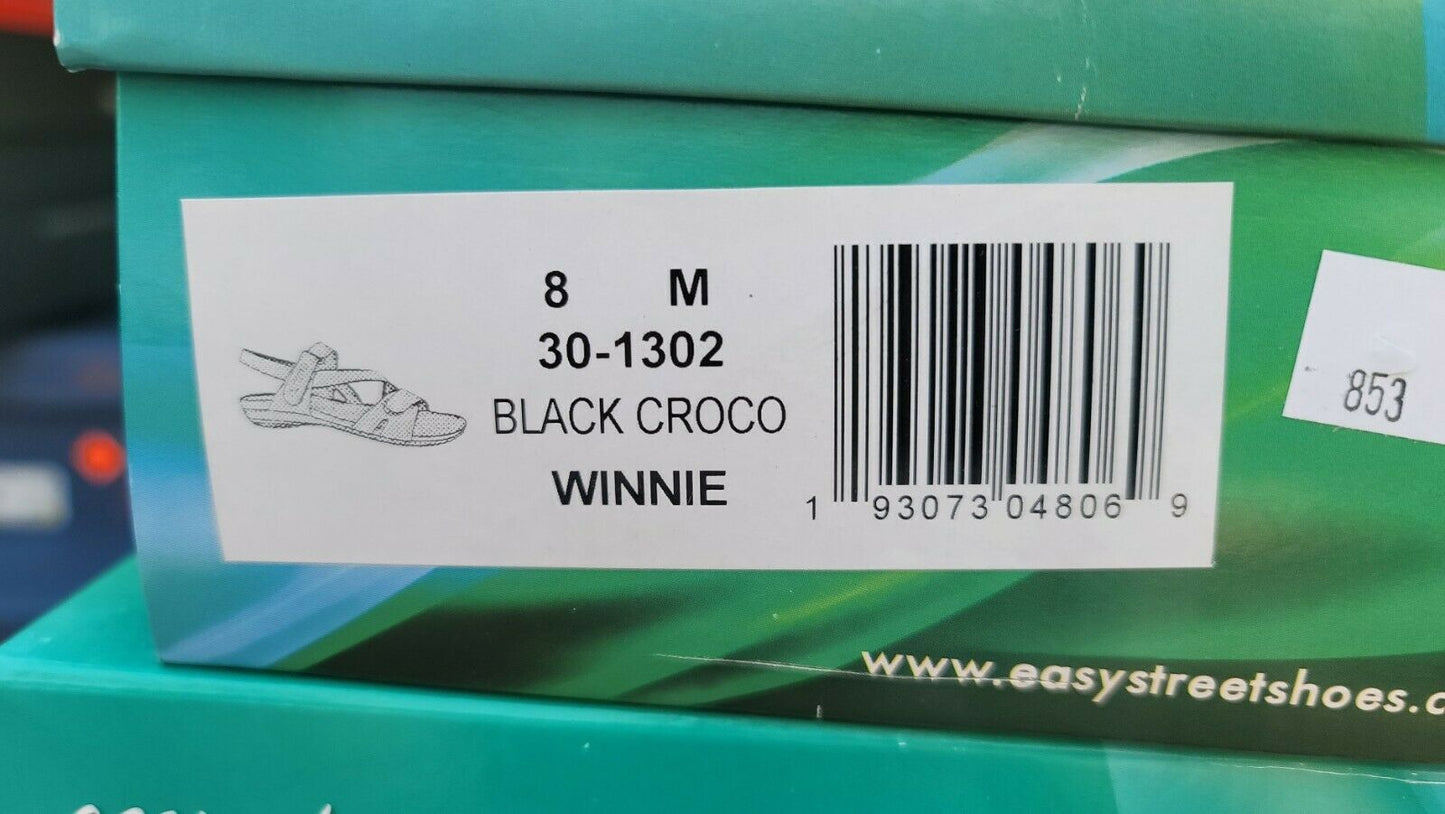 8 M
30-1302
BLACK CROCO
WINNIE
1 93073 04806 9
853
www.easystreetshoes.c